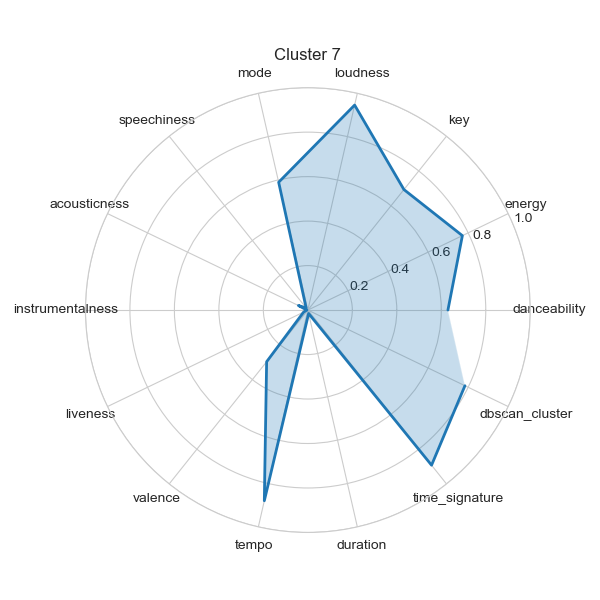 Cluster 7
mode
loudness
speechiness
key
acousticness
energy
1.0
0.8
0.6
0.4
0.2
instrumentalness
danceability
liveness
dbscan_cluster
valence
time_signature
tempo
duration